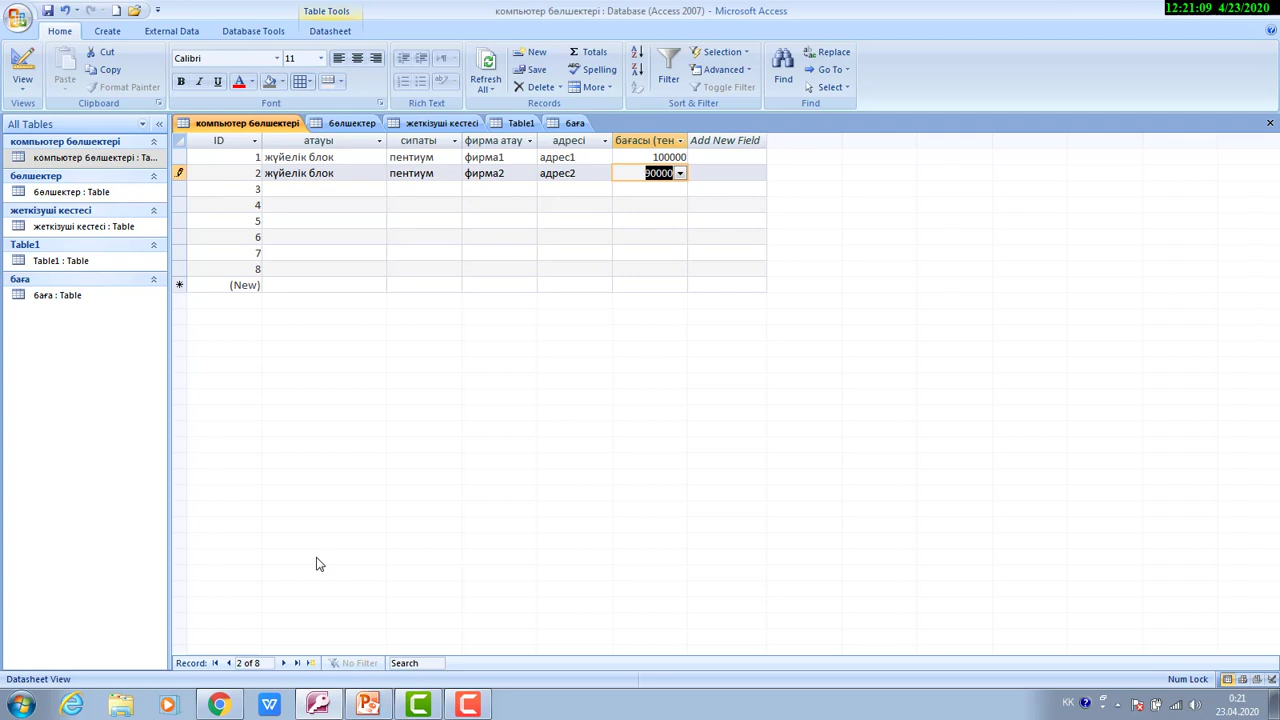 компьютер бөлшектері : Database (Access 2007) - Microsoft Access
Table Tools
12:21:09 4/23/2020
Home Create External Data Database Tools Datasheet
View
Views
Paste
Cut
Copy
Format Painter
Clipboard
Calibri 11
B I U A
Font
Rich Text
Refresh All
New
Save
Delete
Totals
Spelling
More
Records
Filter
Selection
Advanced
Toggle Filter
Sort & Filter
Find
Replace
Go To
Select
Find
All Tables
компьютер бөлшектері
компьютер бөлшектері : Ta...
бөлшектер
бөлшектер : Table
жеткізуші кестесі
жеткізуші кестесі : Table
Table1
Table1 : Table
баға
баға : Table
компьютер бөлшектері бөлшектер жеткізуші кестесі Table1 баға
ID атауы сипаты фирма атау адресі бағасы (тен Add New Field
1 жүйелік блок пентиум фирма1 адрес1 100000
2 жүйелік блок пентиум фирма2 адрес2 90000
3
4
5
6
7
8
(New)
Record: 2 of 8 No Filter Search
Datasheet View Num Lock
KK 0:21
23.04.2020